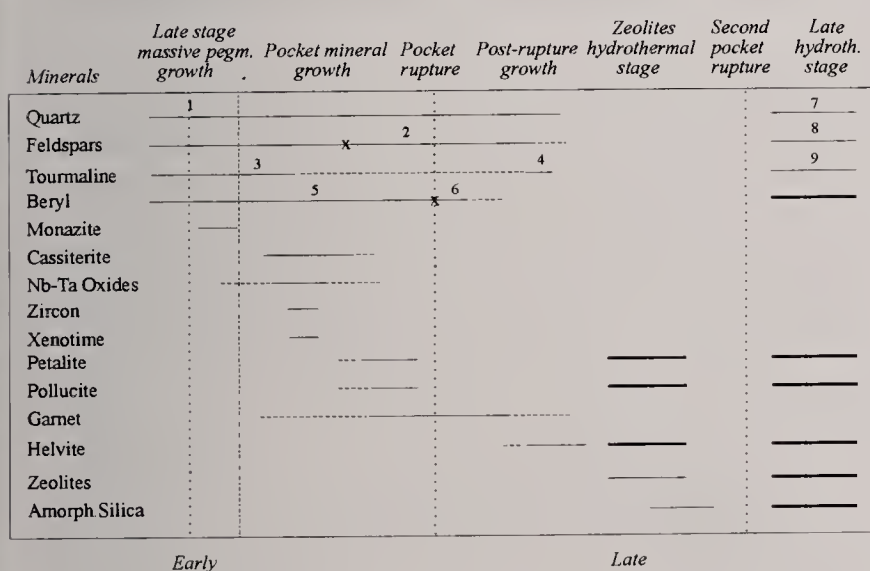 Late stage Zeolites Second Late
massive pegm. Pocket mineral Pocket Post-rupture hydrothermal pocket hydroth.
Minerals growth growth rupture growth stage rupture stage
1 7
Quartz
2 8
Feldspars x
3 4 9
Tourmaline
5 6
Beryl x
Monazite
Cassiterite
Nb-Ta Oxides
Zircon
Xenotime
Petalite
Pollucite
Garnet
Helvite
Zeolites
Amorph.Silica
Early Late